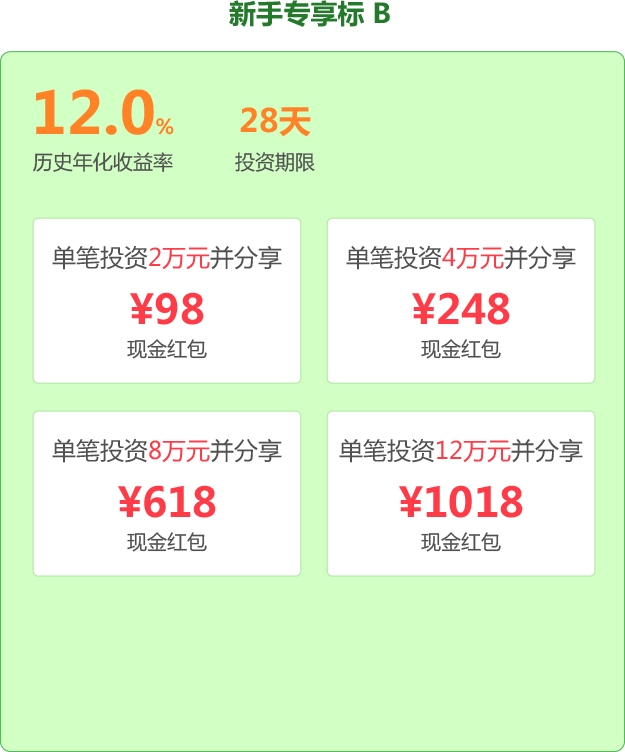 新手专享标 B
12.0% 28天
历史年化收益率 投资期限
单笔投资2万元并分享
¥98
现金红包
单笔投资4万元并分享
¥248
现金红包
单笔投资8万元并分享
¥618
现金红包
单笔投资12万元并分享
¥1018
现金红包